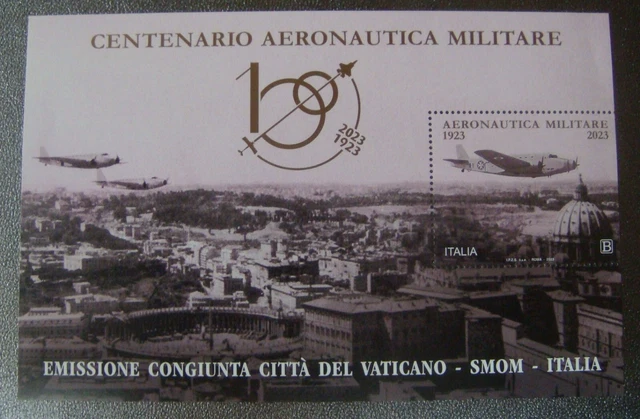 CENTENARIO AERONAUTICA MILITARE
100
2023
1923
AERONAUTICA MILITARE
1923 2023
ITALIA
B
EMISSIONE CONGIUNTA CITTÀ DEL VATICANO - SMOM - ITALIA